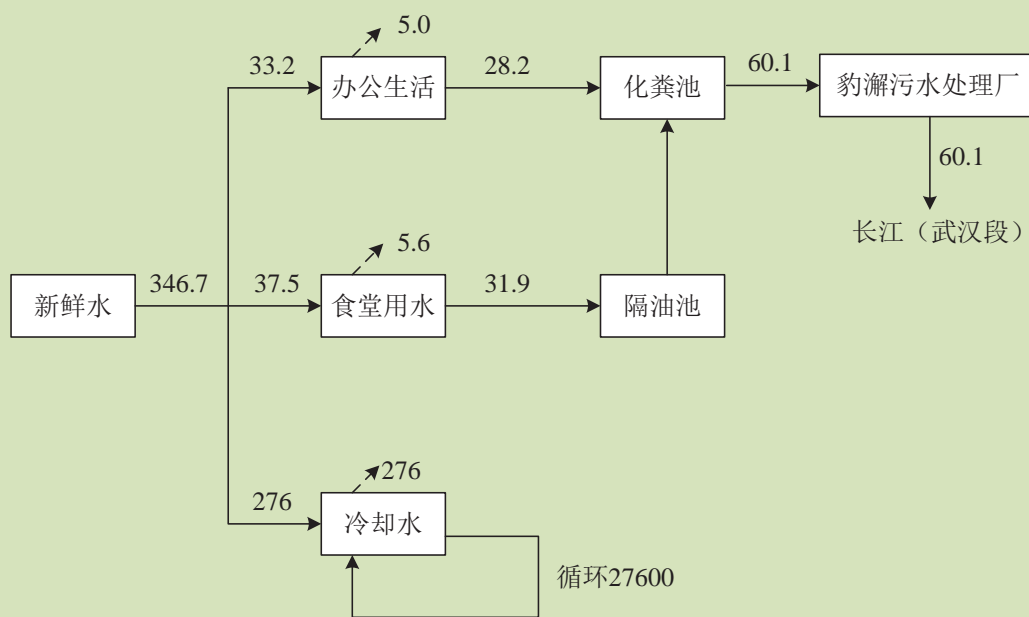 5.0
33.2
办公生活
28.2
化粪池
60.1
豹澥污水处理厂
60.1
长江（武汉段）
5.6
新鲜水
346.7
37.5
食堂用水
31.9
隔油池
276
276
冷却水
循环27600